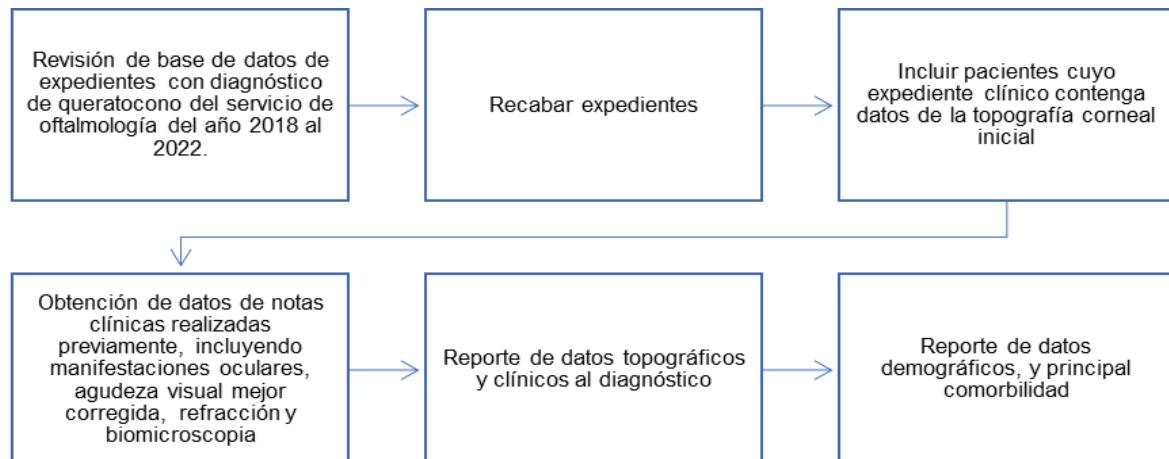 Revisión de base de datos de
expedientes con diagnóstico
de queratocono del servicio de
oftalmología del año 2018 al
2022.
Recabar expedientes
Incluir pacientes cuyo
expediente clínico contenga
datos de la topografía corneal
inicial
Obtención de datos de notas
clínicas realizadas
previamente, incluyendo
manifestaciones oculares,
agudeza visual mejor
corregida, refracción y
biomicroscopia
Reporte de datos topográficos
y clínicos al diagnóstico
Reporte de datos
demográficos, y principal
comorbilidad